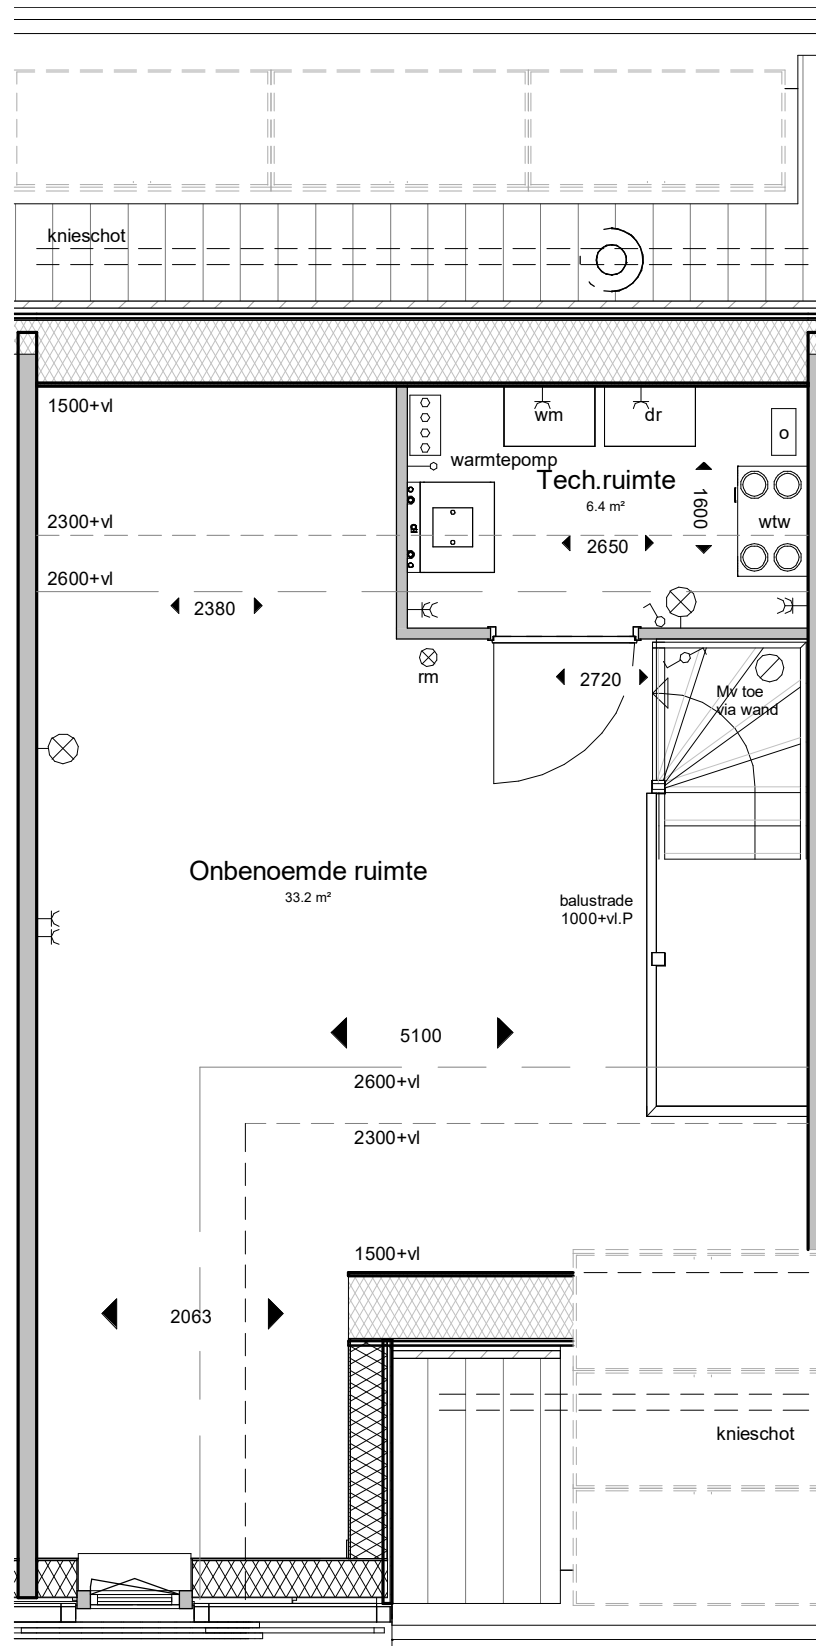 knieschot
1500+vl
wm
dr
o
warmtepomp
Tech.ruimte
6.4 m²
1600
wtw
2300+vl
2650
2600+vl
2380
rm
2720
Mv toe
via wand
Onbenoemde ruimte
33.2 m²
balustrade
1000+vl.P
5100
2600+vl
2300+vl
1500+vl
2063
knieschot